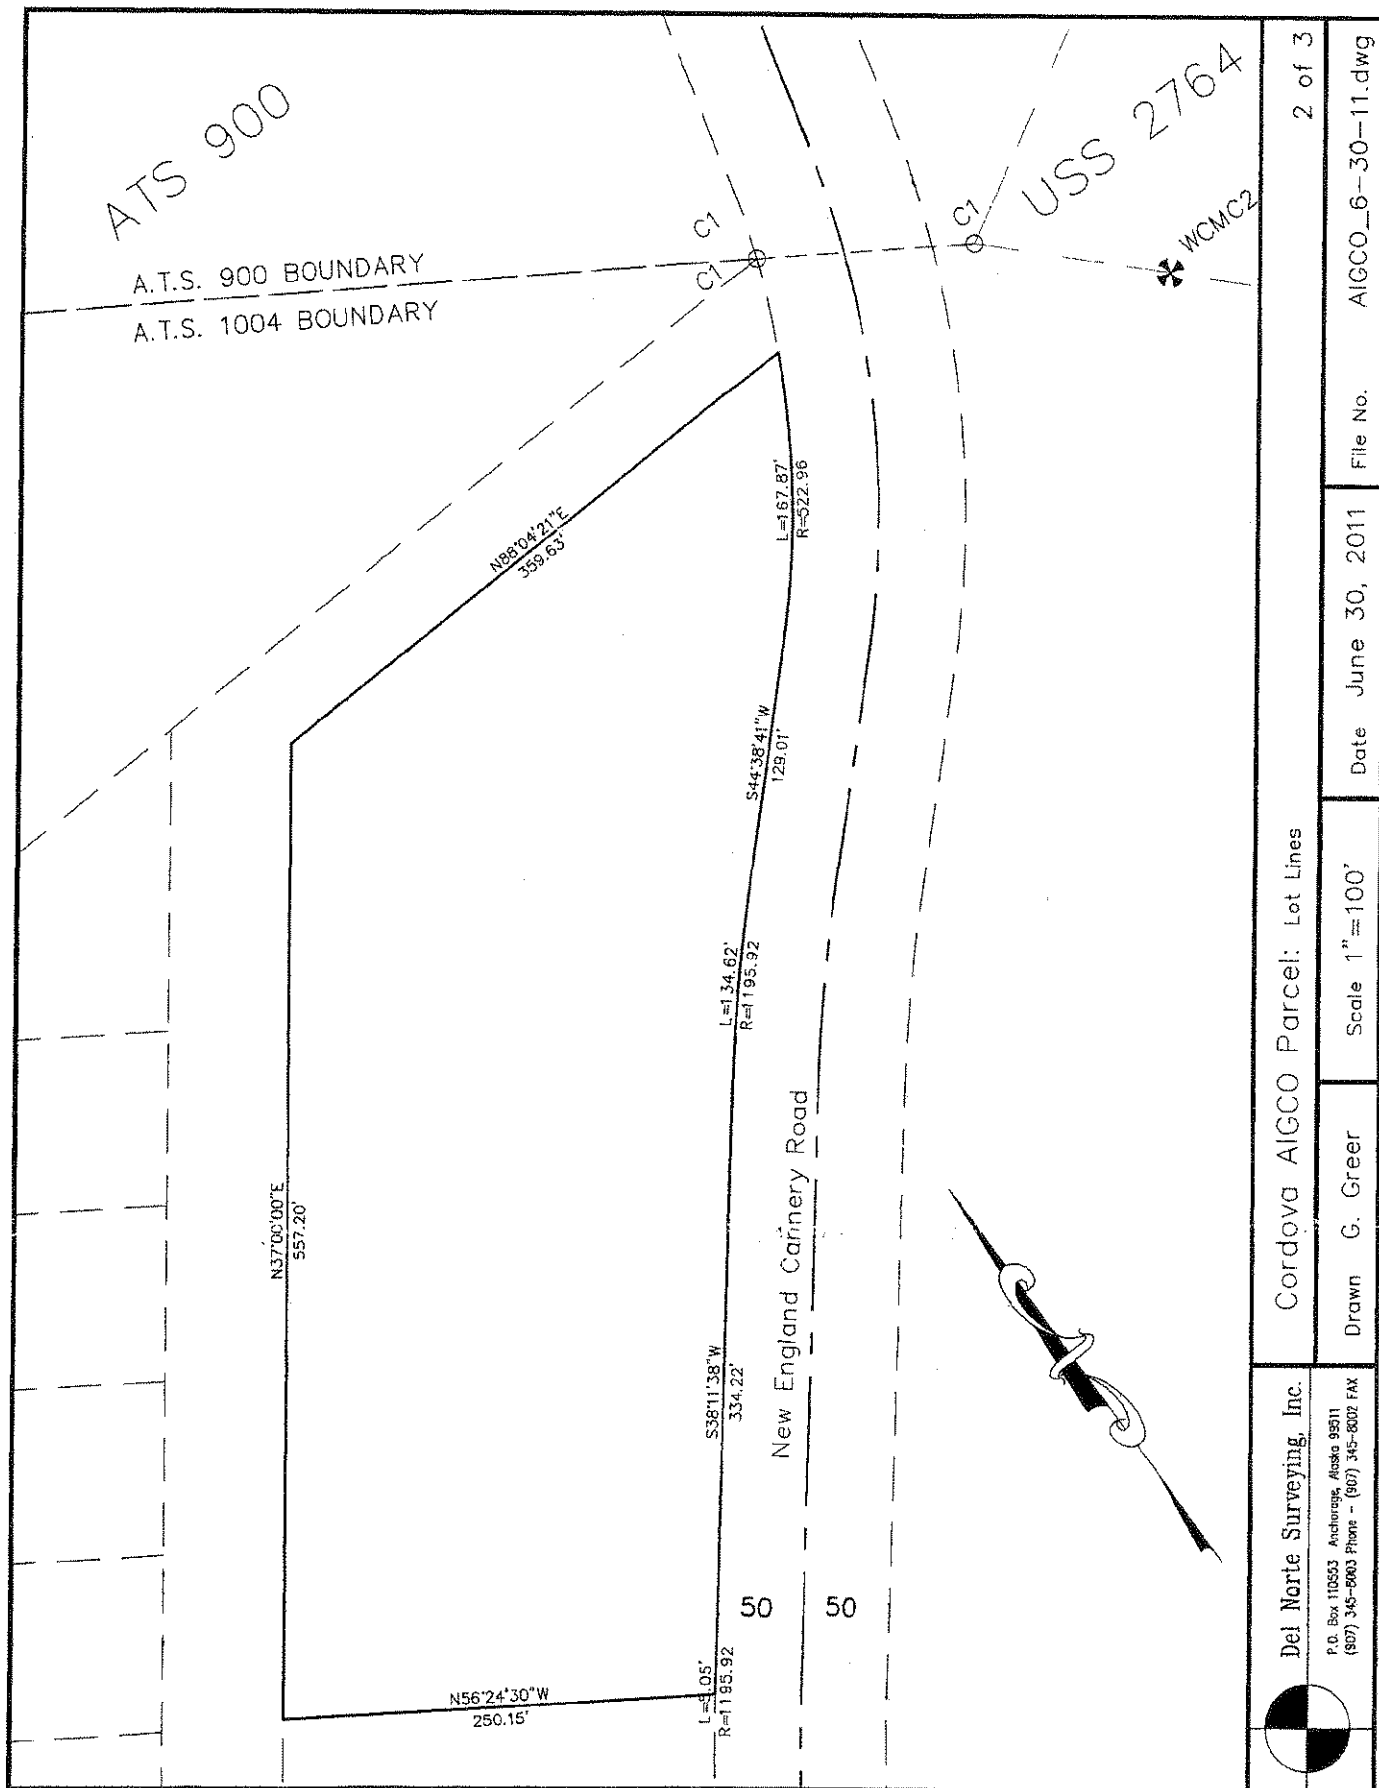 ATS 900
A.T.S. 900 BOUNDARY
A.T.S. 1004 BOUNDARY
C1
C1
C1
USS 2764
WCMC2
N88°04'21"E
359.63'
L=167.87'
R=522.96
S44°38'41"W
129.01'
L=134.62'
R=1195.92
N37°00'00"E
557.20'
New England Cannery Road
S38°11'38"W
334.22'
50
50
N56°24'30"W
250.15'
R=1195.92
Cordova AIGCO Parcel: Lot Lines
2 of 3
Drawn G. Greer
Scale 1"=100'
Date June 30, 2011
File No. AIGCO_6-30-11.dwg
Del Norte Surveying, Inc.
P.O. Box 110553 Anchorage, Alaska 99511
(907) 345-8003 Phone - (907) 345-8002 FAX